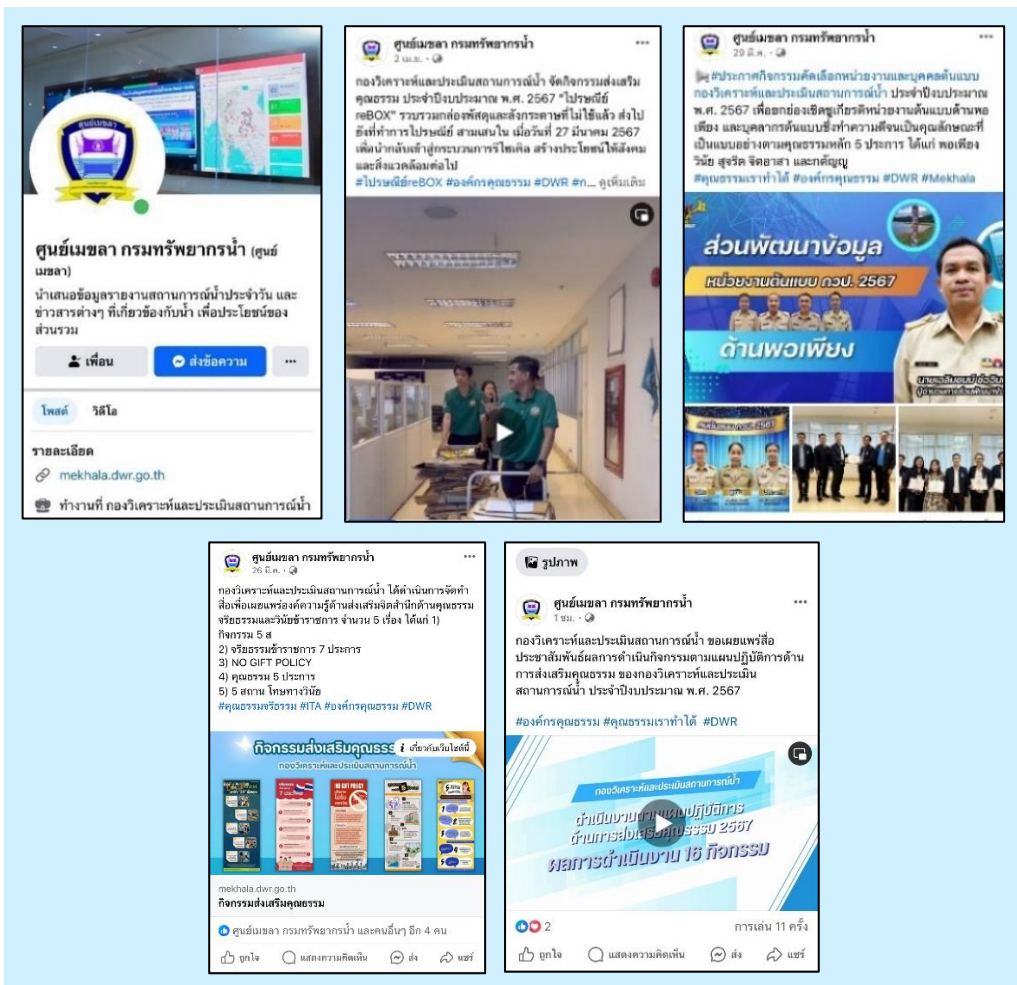 ศูนย์เมขลา กรมทรัพยากรน้ำ (ศูนย์
เมขลา)
นำเสนอข้อมูลรายงานสถานการณ์น้ำประจำวัน และ
ข่าวสารต่างๆ ที่เกี่ยวข้องกับน้ำ เพื่อประโยชน์ของ
ส่วนรวม
เพื่อน
ส่งข้อความ
โพสต์ วิดีโอ
รายละเอียด
mekhala.dwr.go.th
ทำงานที่ กองวิเคราะห์และประเมินสถานการณ์น้ำ
ศูนย์เมขลา กรมทรัพยากรน้ำ
2 เม.ย.
กองวิเคราะห์และประเมินสถานการณ์น้ำ จัดกิจกรรมส่งเสริม
คุณธรรม ประจำปีงบประมาณ พ.ศ. 2567 "ไปรษณีย์
reBOX" รวบรวมกล่องพัสดุและลังกระดาษที่ไม่ใช้แล้ว ส่งไป
ยังที่ทำการไปรษณีย์ สามเสนใน เมื่อวันที่ 27 มีนาคม 2567
เพื่อนำกลับเข้าสู่กระบวนการรีไซเคิล สร้างประโยชน์ให้สังคม
และสิ่งแวดล้อมต่อไป
#ไปรษณีย์reBOX #องค์กรคุณธรรม #DWR #ก... ดูเพิ่มเติม
ศูนย์เมขลา กรมทรัพยากรน้ำ
29 มี.ค.
#ประกาศกิจกรรมคัดเลือกหน่วยงานและบุคคลต้นแบบ
กองวิเคราะห์และประเมินสถานการณ์น้ำ ประจำปีงบประมาณ
พ.ศ. 2567 เพื่อยกย่องเชิดชูเกียรติหน่วยงานต้นแบบด้านพอ
เพียง และบุคลากรต้นแบบซึ่งทำความดีจนเป็นคุณลักษณะที่
เป็นแบบอย่างตามคุณธรรมหลัก 5 ประการ ได้แก่ พอเพียง
วินัย สุจริต จิตอาสา และกตัญญู
#คุณธรรมเราทำได้ #องค์กรคุณธรรม #DWR #Mekhala
ส่วนพัฒนาข้อมูล
หน่วยงานต้นแบบ กวป. 2567
ด้านพอเพียง
คนต้นแบบ กวป. 2567
ศูนย์เมขลา กรมทรัพยากรน้ำ
26 มี.ค.
กองวิเคราะห์และประเมินสถานการณ์น้ำ ได้ดำเนินการจัดทำ
สื่อเพื่อเผยแพร่องค์ความรู้ด้านส่งเสริมจิตสำนึกด้านคุณธรรม
จริยธรรมและวินัยข้าราชการ จำนวน 5 เรื่อง ได้แก่ 1)
กิจกรรม 5 ส
2) จริยธรรมข้าราชการ 7 ประการ
3) NO GIFT POLICY
4) คุณธรรม 5 ประการ
5) 5 สถาน โทษทางวินัย
#คุณธรรมจริยธรรม #ITA #องค์กรคุณธรรม #DWR
กิจกรรมส่งเสริมคุณธรร
เกี่ยวกับเว็บไซต์นี้
กองวิเคราะห์และประเมินสถานการณ์น้ำ
NO GIFT POLICY
mekhala.dwr.go.th
กิจกรรมส่งเสริมคุณธรรม
ศูนย์เมขลา กรมทรัพยากรน้ำ และคนอื่นๆ อีก 4 คน
ถูกใจ แสดงความคิดเห็น ส่ง แชร์
รูปภาพ
ศูนย์เมขลา กรมทรัพยากรน้ำ
1 ชม.
กองวิเคราะห์และประเมินสถานการณ์น้ำ ขอเผยแพร่สื่อ
ประชาสัมพันธ์ผลการดำเนินกิจกรรมตามแผนปฏิบัติการด้าน
การส่งเสริมคุณธรรม ของกองวิเคราะห์และประเมิน
สถานการณ์น้ำ ประจำปีงบประมาณ พ.ศ. 2567
#องค์กรคุณธรรม #คุณธรรมเราทำได้ #DWR
กองวิเคราะห์และประเมินสถานการณ์น้ำ
ดำเนินงานตามแผนปฏิบัติการ
ด้านการส่งเสริมคุณธรรม 2567
ผลการดำเนินงาน 16 กิจกรรม
2
การเล่น 11 ครั้ง
ถูกใจ แสดงความคิดเห็น ส่ง แชร์